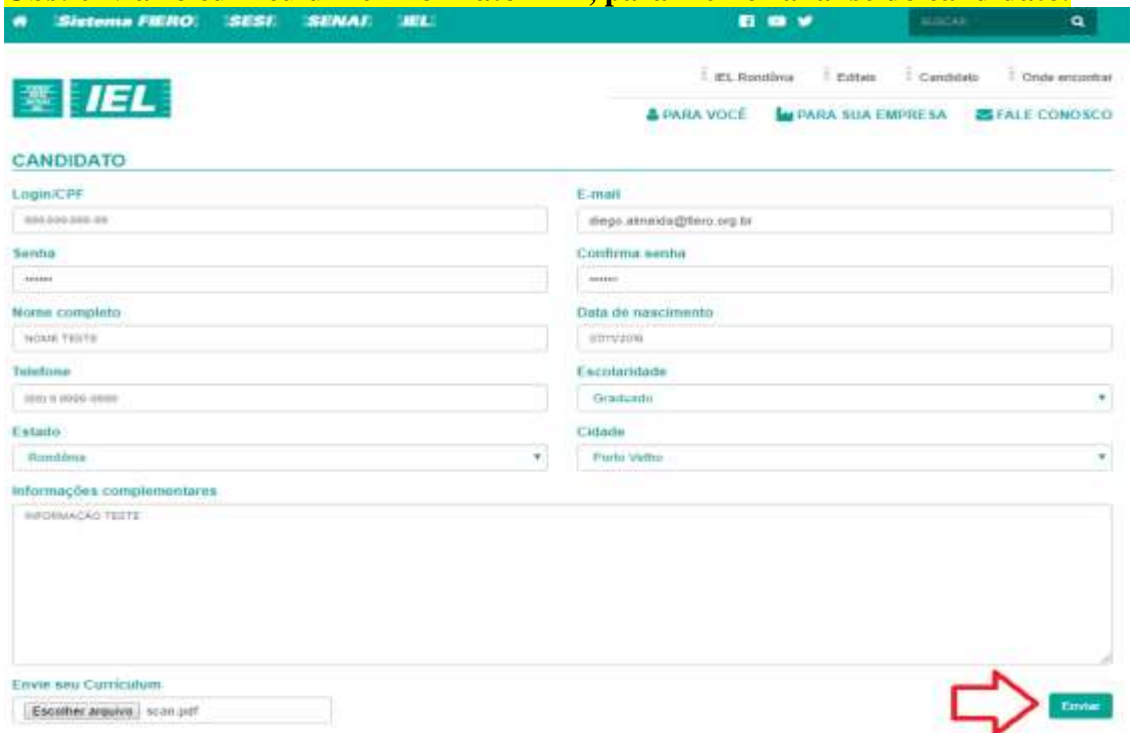 Sistema FIERO SESI SENAI IEL BUSCAR
IEL Rondônia Editais Candidato Onde encontrar
IEL
PARA VOCÊ PARA SUA EMPRESA FALE CONOSCO
CANDIDATO
Login/CPF E-mail
diego.almeida@fiero.org.br
Senha Confirma senha
•••••• ••••••
Nome completo Data de nascimento
NOME TESTE
Telefone Escolaridade
Graduado
Estado Cidade
Rondônia Porto Velho
Informações complementares
INFORMAÇÃO TESTE
Envie seu Curriculum
Escolher arquivo scan.pdf Enviar